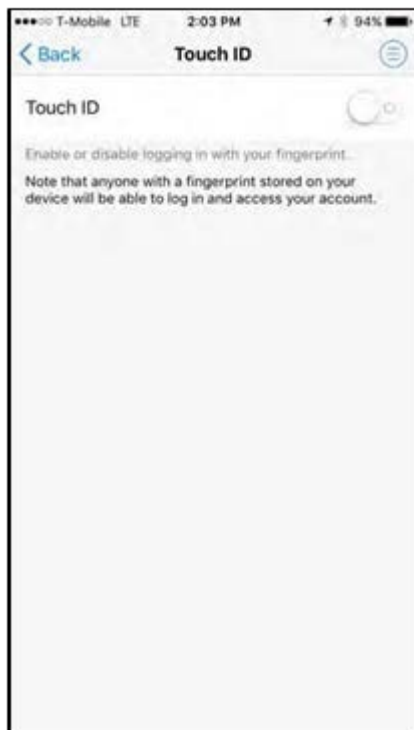 T-Mobile LTE 2:03 PM 94%
Back Touch ID
Touch ID
Enable or disable logging in with your fingerprint.
Note that anyone with a fingerprint stored on your
device will be able to log in and access your account.